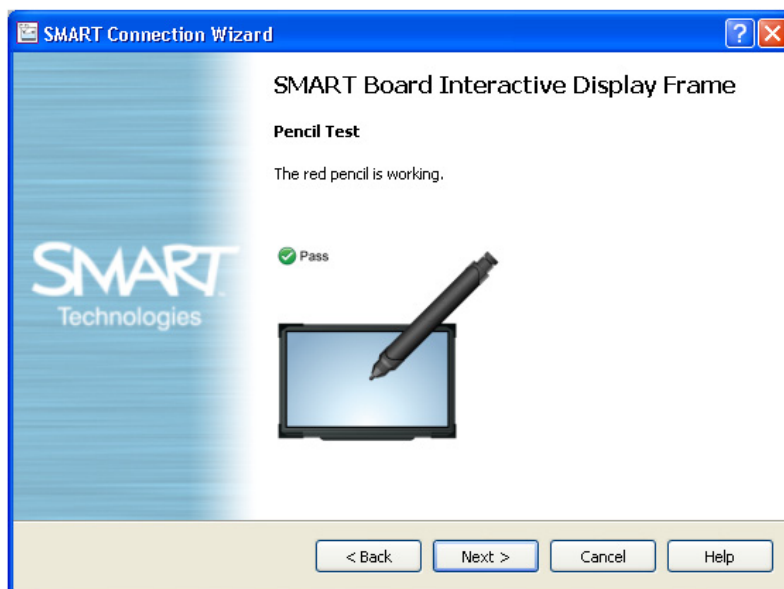 SMART Connection Wizard
SMART Board Interactive Display Frame
Pencil Test
The red pencil is working.
Pass
SMART
Technologies
< Back Next > Cancel Help